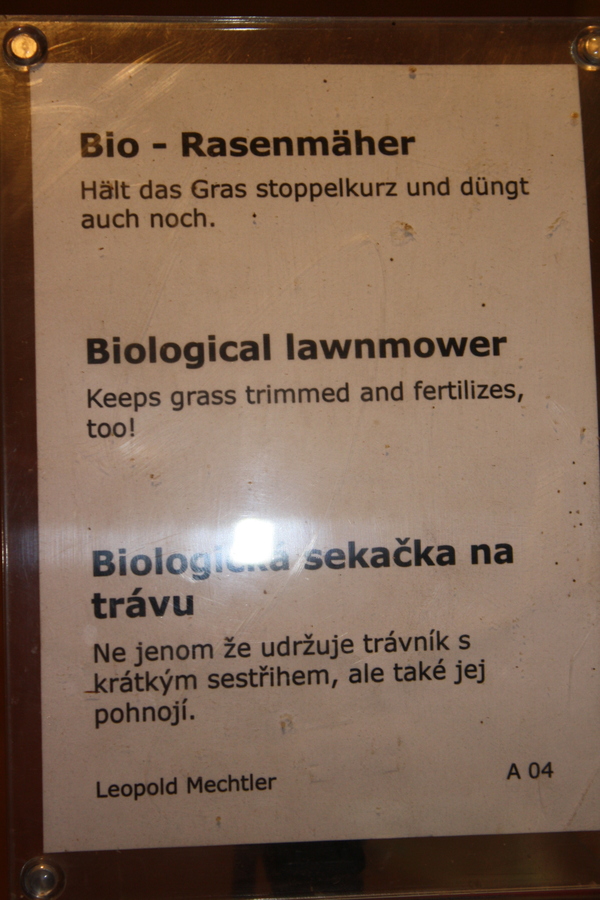 Bio - Rasenmäher
Hält das Gras stoppelkurz und düngt
auch noch.
Biological lawnmower
Keeps grass trimmed and fertilizes,
too!
Biologická sekačka na
trávu
Ne jenom že udržuje trávník s
krátkým sestřihem, ale také jej
pohnojí.
Leopold Mechtler
A 04